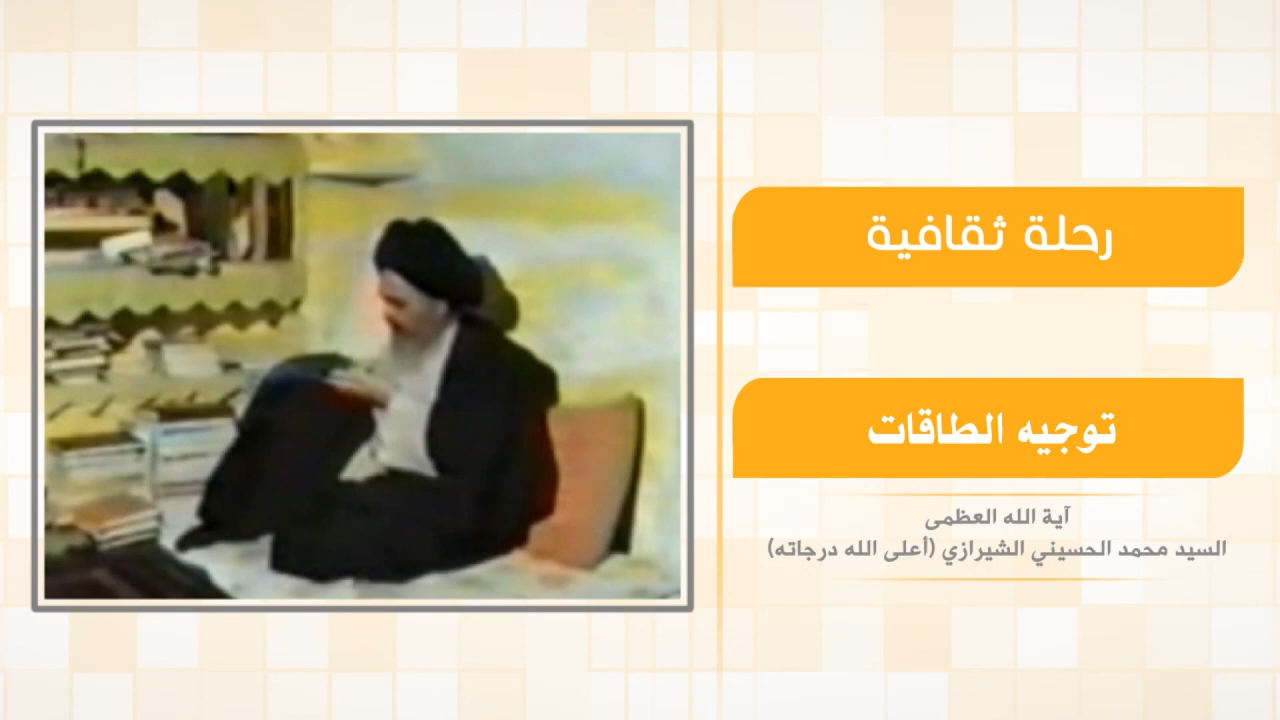 رحلة ثقافية
توجيه الطاقات
آية الله العظمى
السيد محمد الحسيني الشيرازي (أعلى الله درجاته)